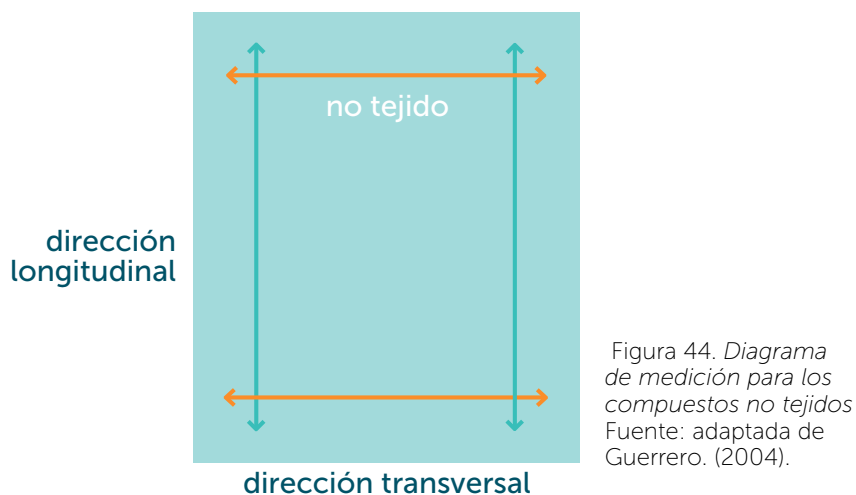 no tejido
dirección
longitudinal
dirección transversal
Figura 44. Diagrama
de medición para los
compuestos no tejidos
Fuente: adaptada de
Guerrero. (2004).